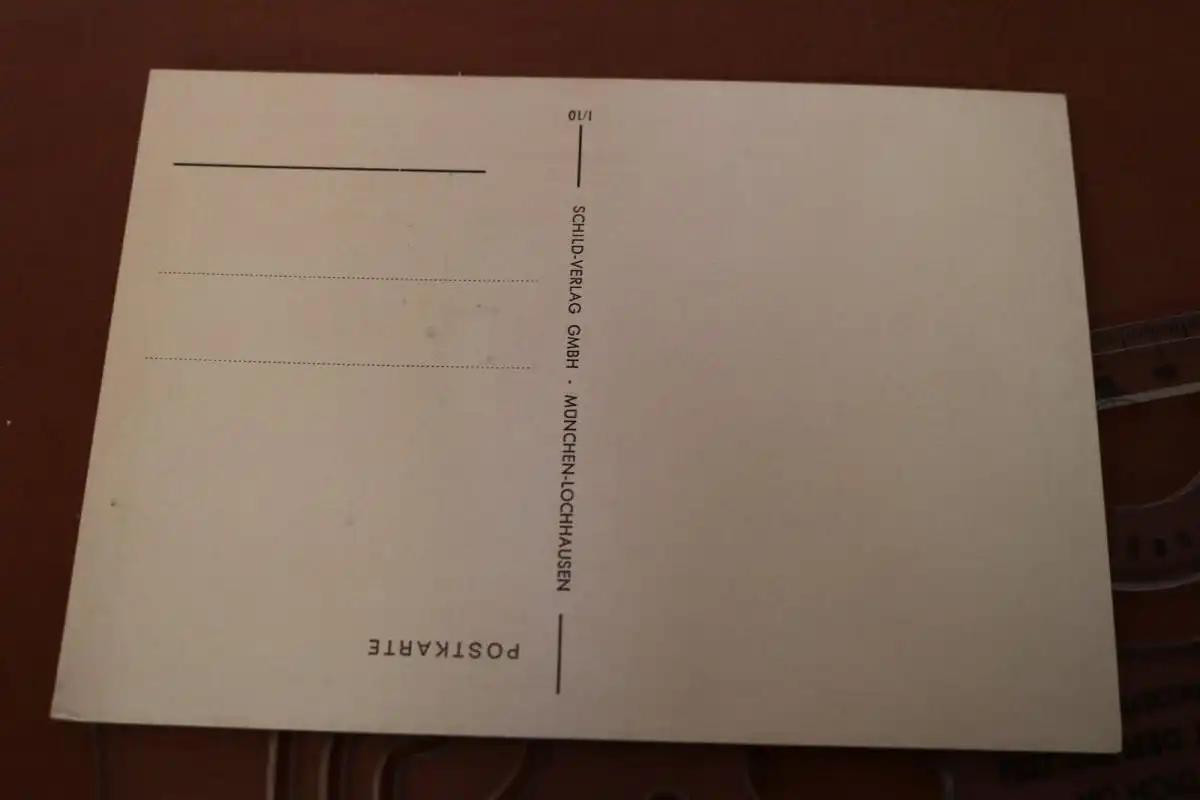 POSTKARTE
SCHILD-VERLAG GMBH · MÜNCHEN-LOCHHAUSEN
1/10